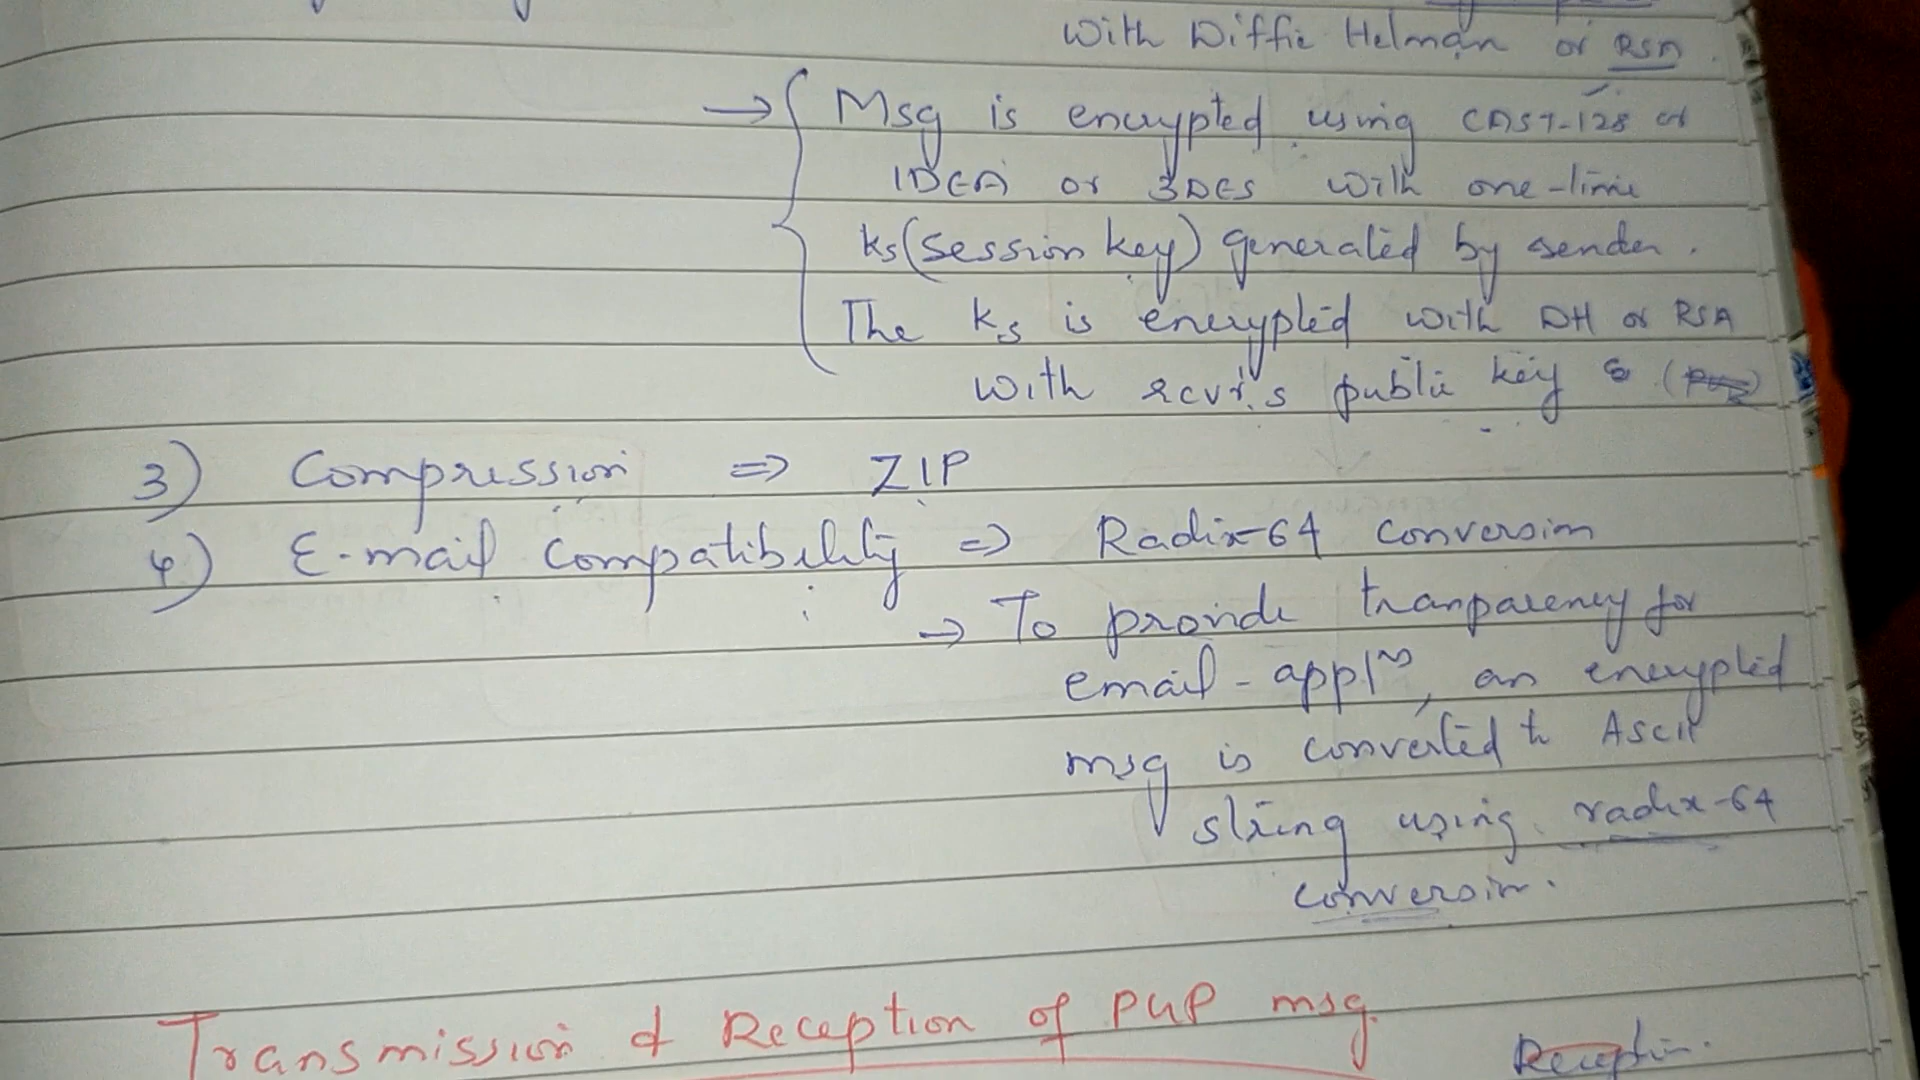 With Diffie Helman or RSA.
→ Msg is encrypted using CAST-128 or
IDEA or 3DES with one-time
ks (session key) generated by sender.
The ks is encrypted with DH or RSA
with rcvr's public key
3) Compression ⇒ ZIP
4) E-mail compatibility ⇒ Radix-64 conversion
→ To provide tranparency for
email-appl^ns, an encrypted
msg is converted to Ascii
string using radix-64
conversion.
Transmission & Reception of PGP msg.
Reception.